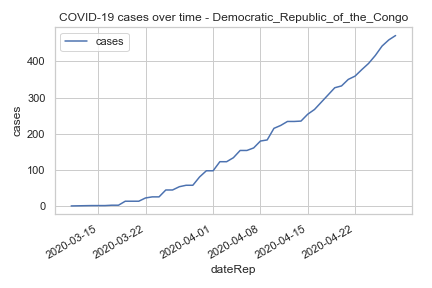 COVID-19 cases over time - Democratic_Republic_of_the_Congo
cases
400
300
200
100
0
cases
2020-03-15
2020-03-22
2020-04-01
2020-04-08
2020-04-15
2020-04-22
dateRep